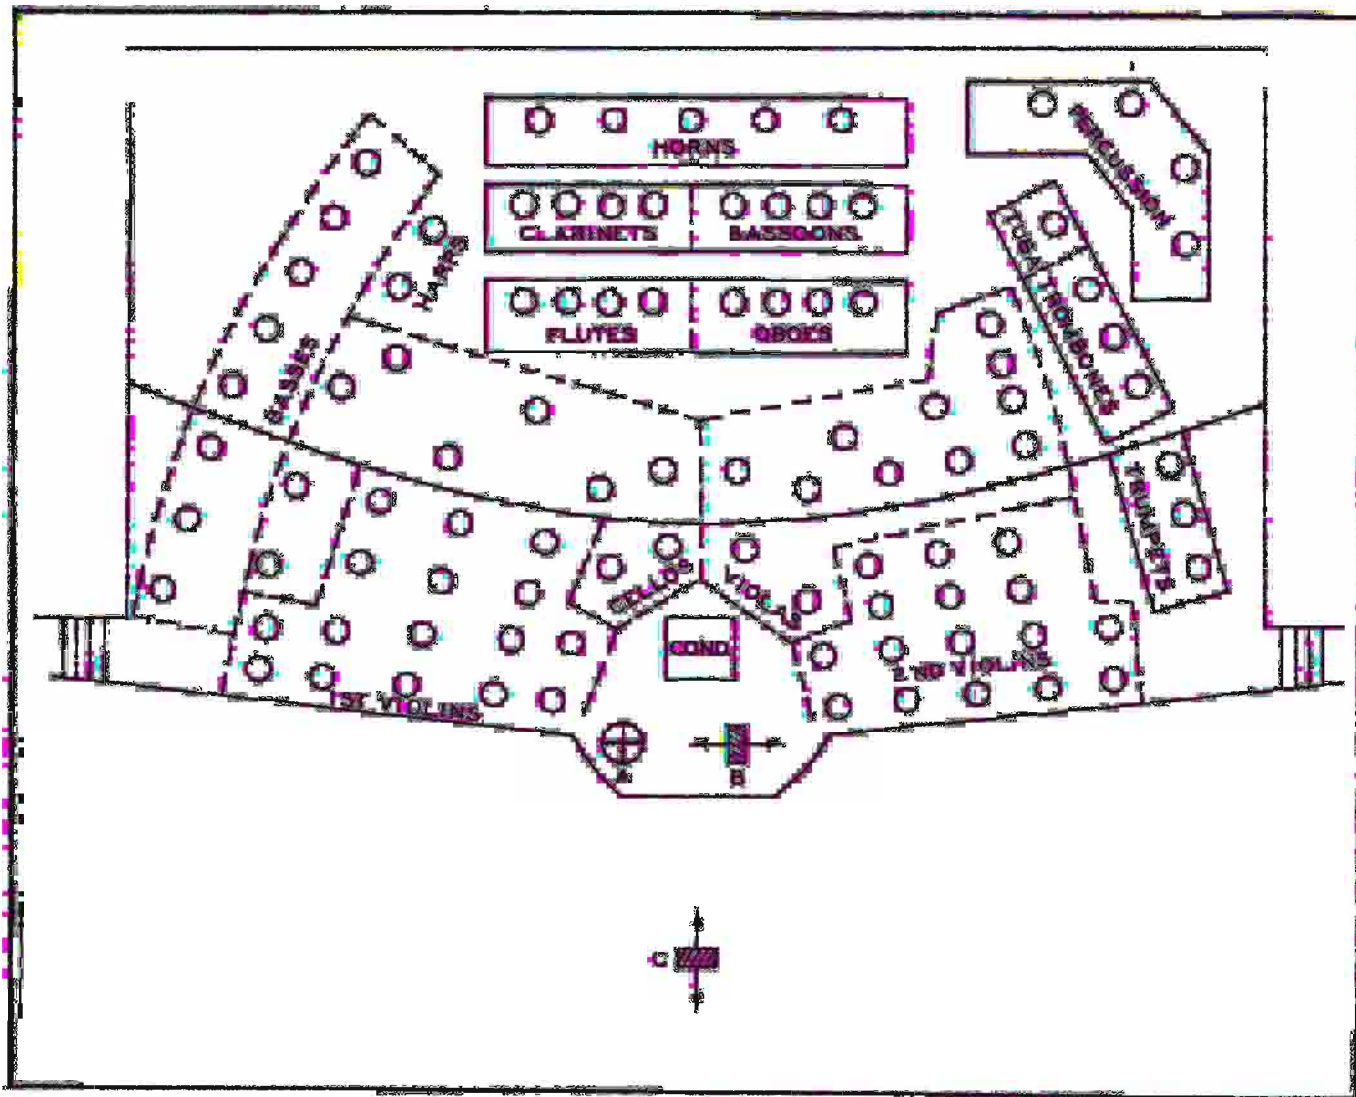 HORNS
PERCUSSION
CLARINETS
BASSOONS
HARPS
TUBA
FLUTES
OBOES
TROMBONES
BASSES
TRUMPETS
CELLOS
VIOLAS
COND.
2ND VIOLINS
1ST VIOLINS
A
B
C